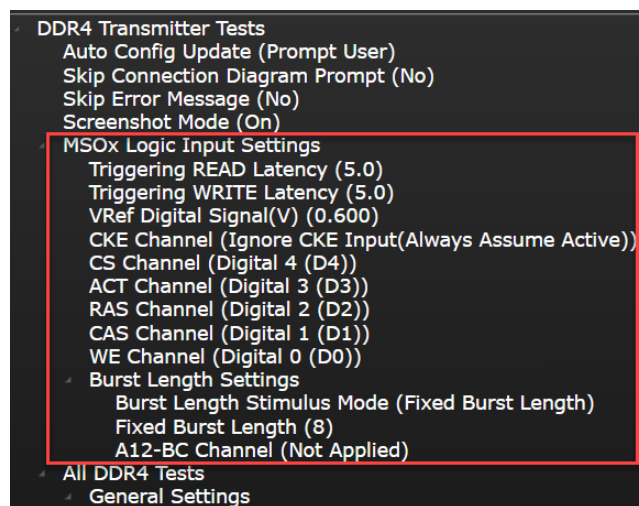 DDR4 Transmitter Tests
Auto Config Update (Prompt User)
Skip Connection Diagram Prompt (No)
Skip Error Message (No)
Screenshot Mode (On)
MSOx Logic Input Settings
Triggering READ Latency (5.0)
Triggering WRITE Latency (5.0)
VRef Digital Signal(V) (0.600)
CKE Channel (Ignore CKE Input(Always Assume Active))
CS Channel (Digital 4 (D4))
ACT Channel (Digital 3 (D3))
RAS Channel (Digital 2 (D2))
CAS Channel (Digital 1 (D1))
WE Channel (Digital 0 (D0))
Burst Length Settings
Burst Length Stimulus Mode (Fixed Burst Length)
Fixed Burst Length (8)
A12-BC Channel (Not Applied)
All DDR4 Tests
General Settings